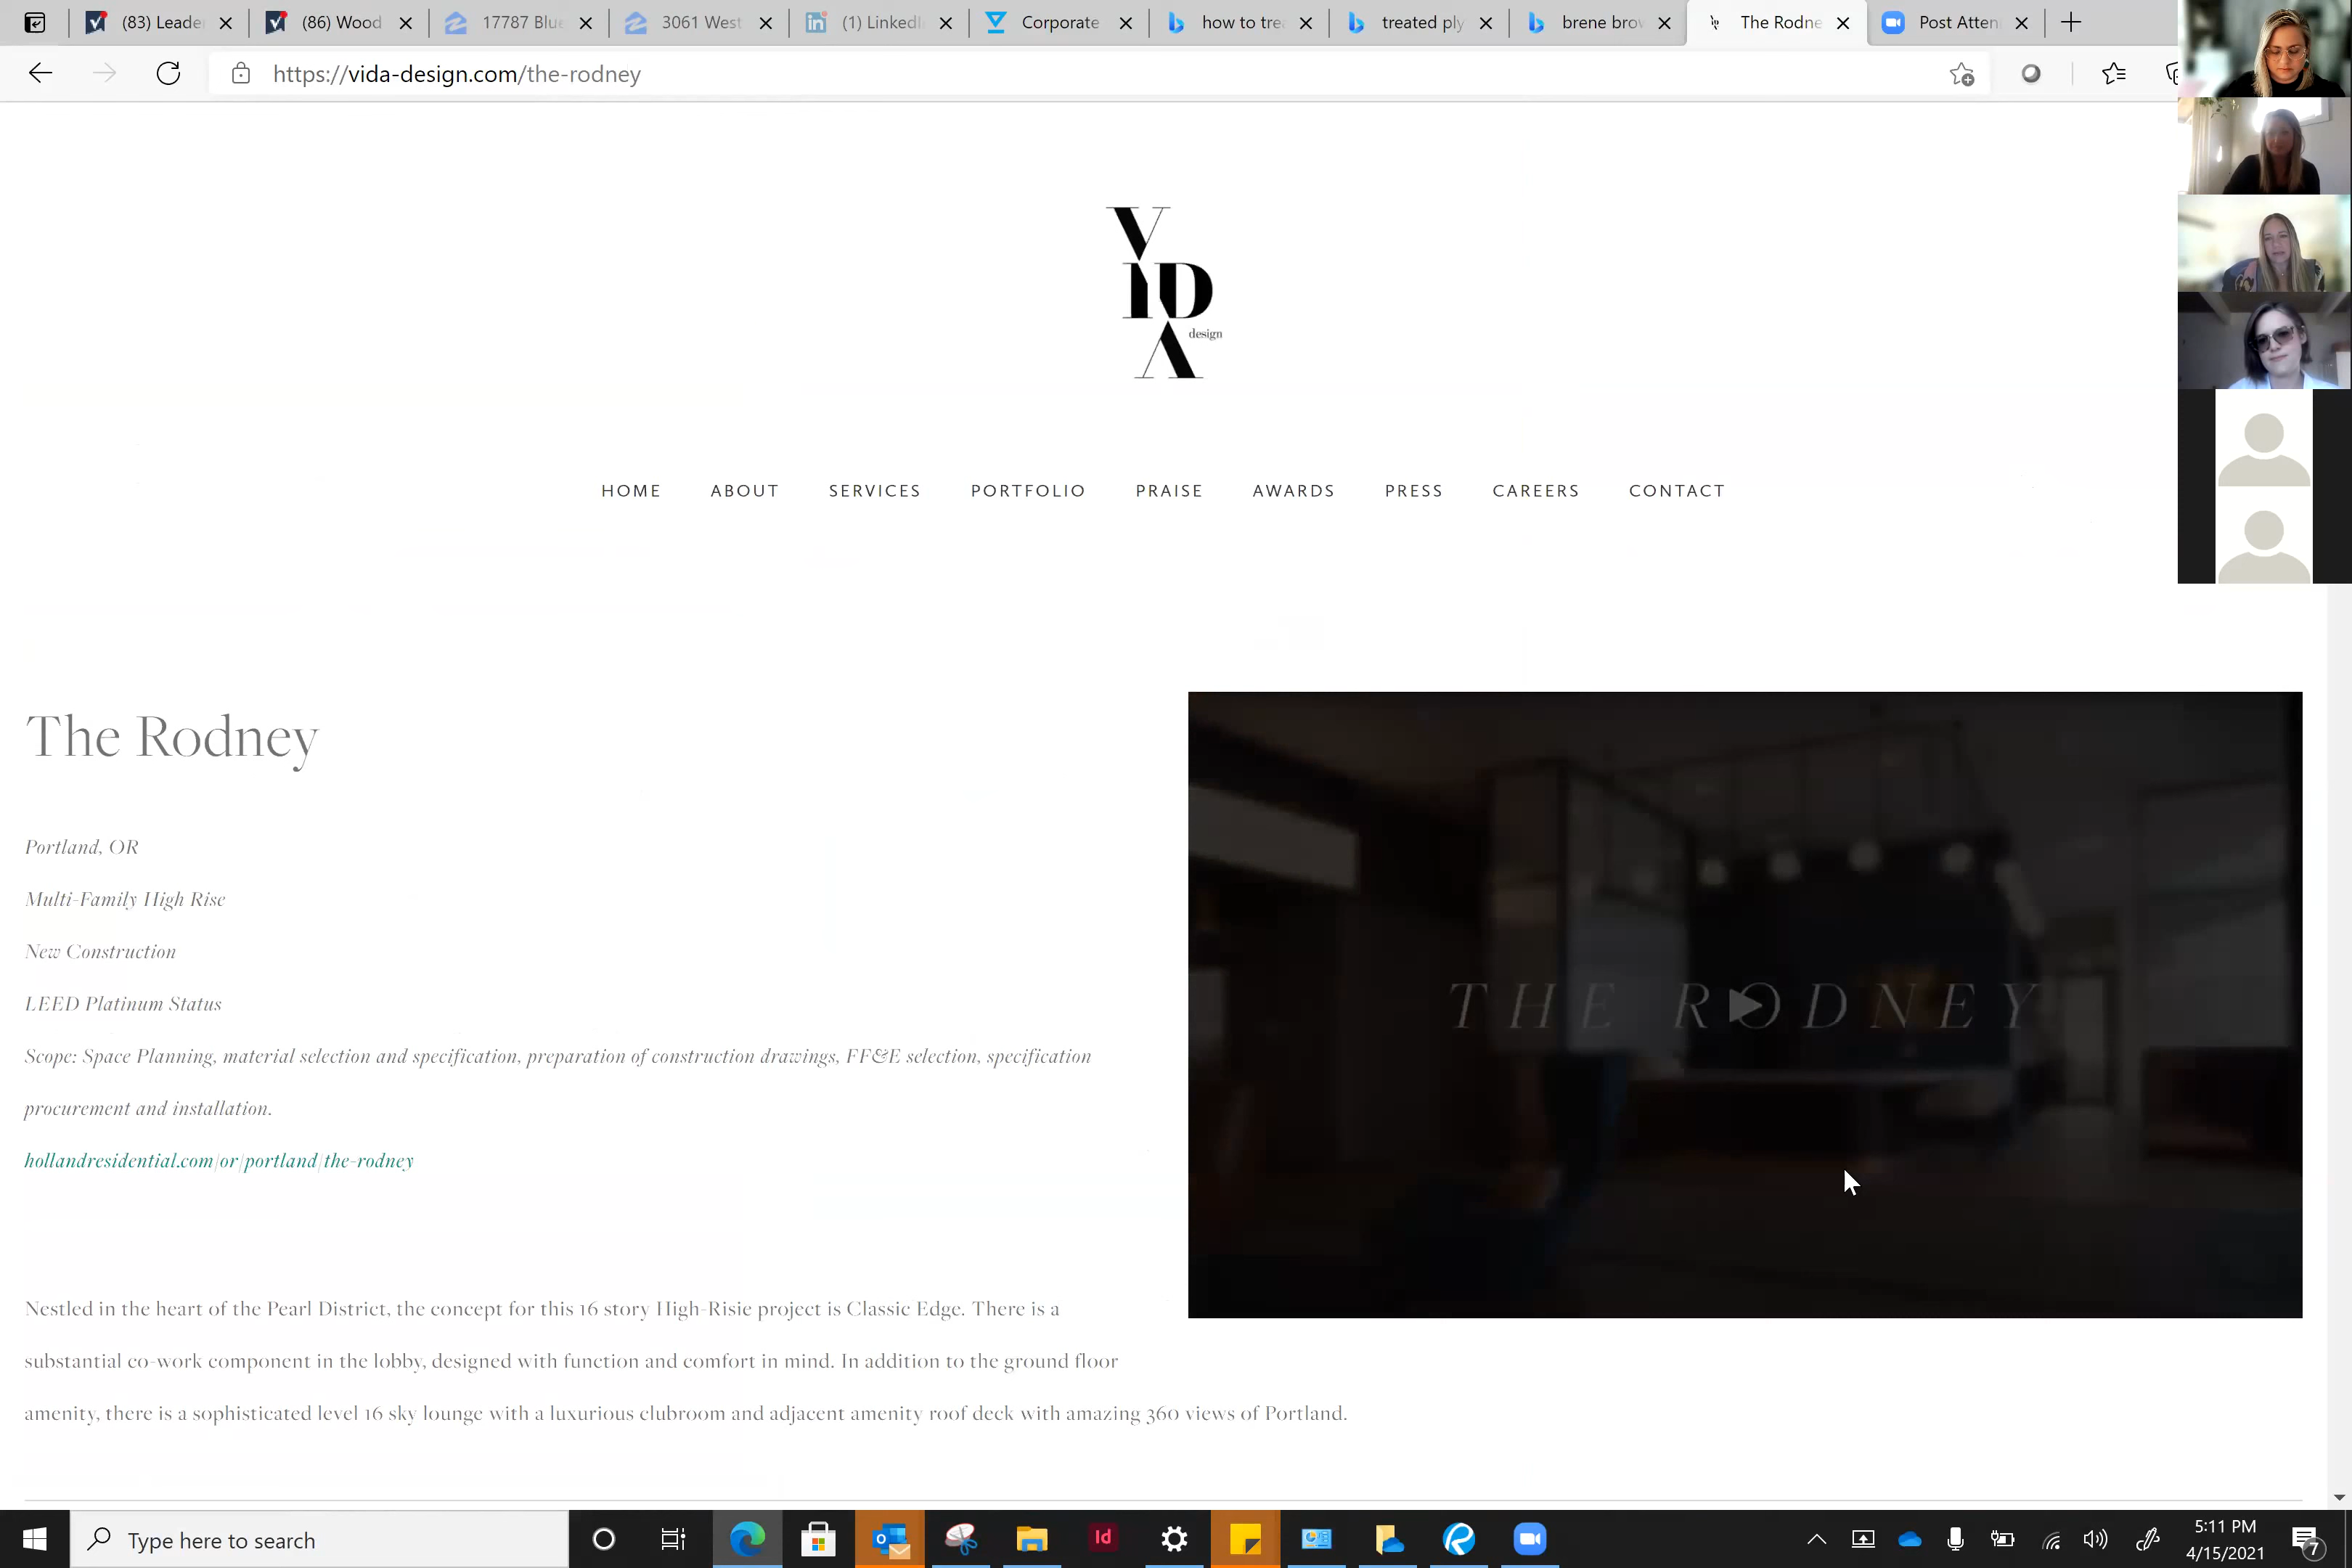 (83) Leade
(86) Wood
17787 Blu
3061 West
(1) LinkedI
Corporate
how to tre
treated ply
brene brow
The Rodne
Post Atten
https://vida-design.com/the-rodney
VIDA
design
HOME ABOUT SERVICES PORTFOLIO PRAISE AWARDS PRESS CAREERS CONTACT
The Rodney
Portland, OR
Multi-Family High Rise
New Construction
LEED Platinum Status
Scope: Space Planning, material selection and specification, preparation of construction drawings, FF&E selection, specification
procurement and installation.
hollandresidential.com/or/portland/the-rodney
THE RODNEY
Nestled in the heart of the Pearl District, the concept for this 16 story High-Risie project is Classic Edge. There is a
substantial co-work component in the lobby, designed with function and comfort in mind. In addition to the ground floor
amenity, there is a sophisticated level 16 sky lounge with a luxurious clubroom and adjacent amenity roof deck with amazing 360 views of Portland.
Type here to search
Id
5:11 PM
4/15/2021
7